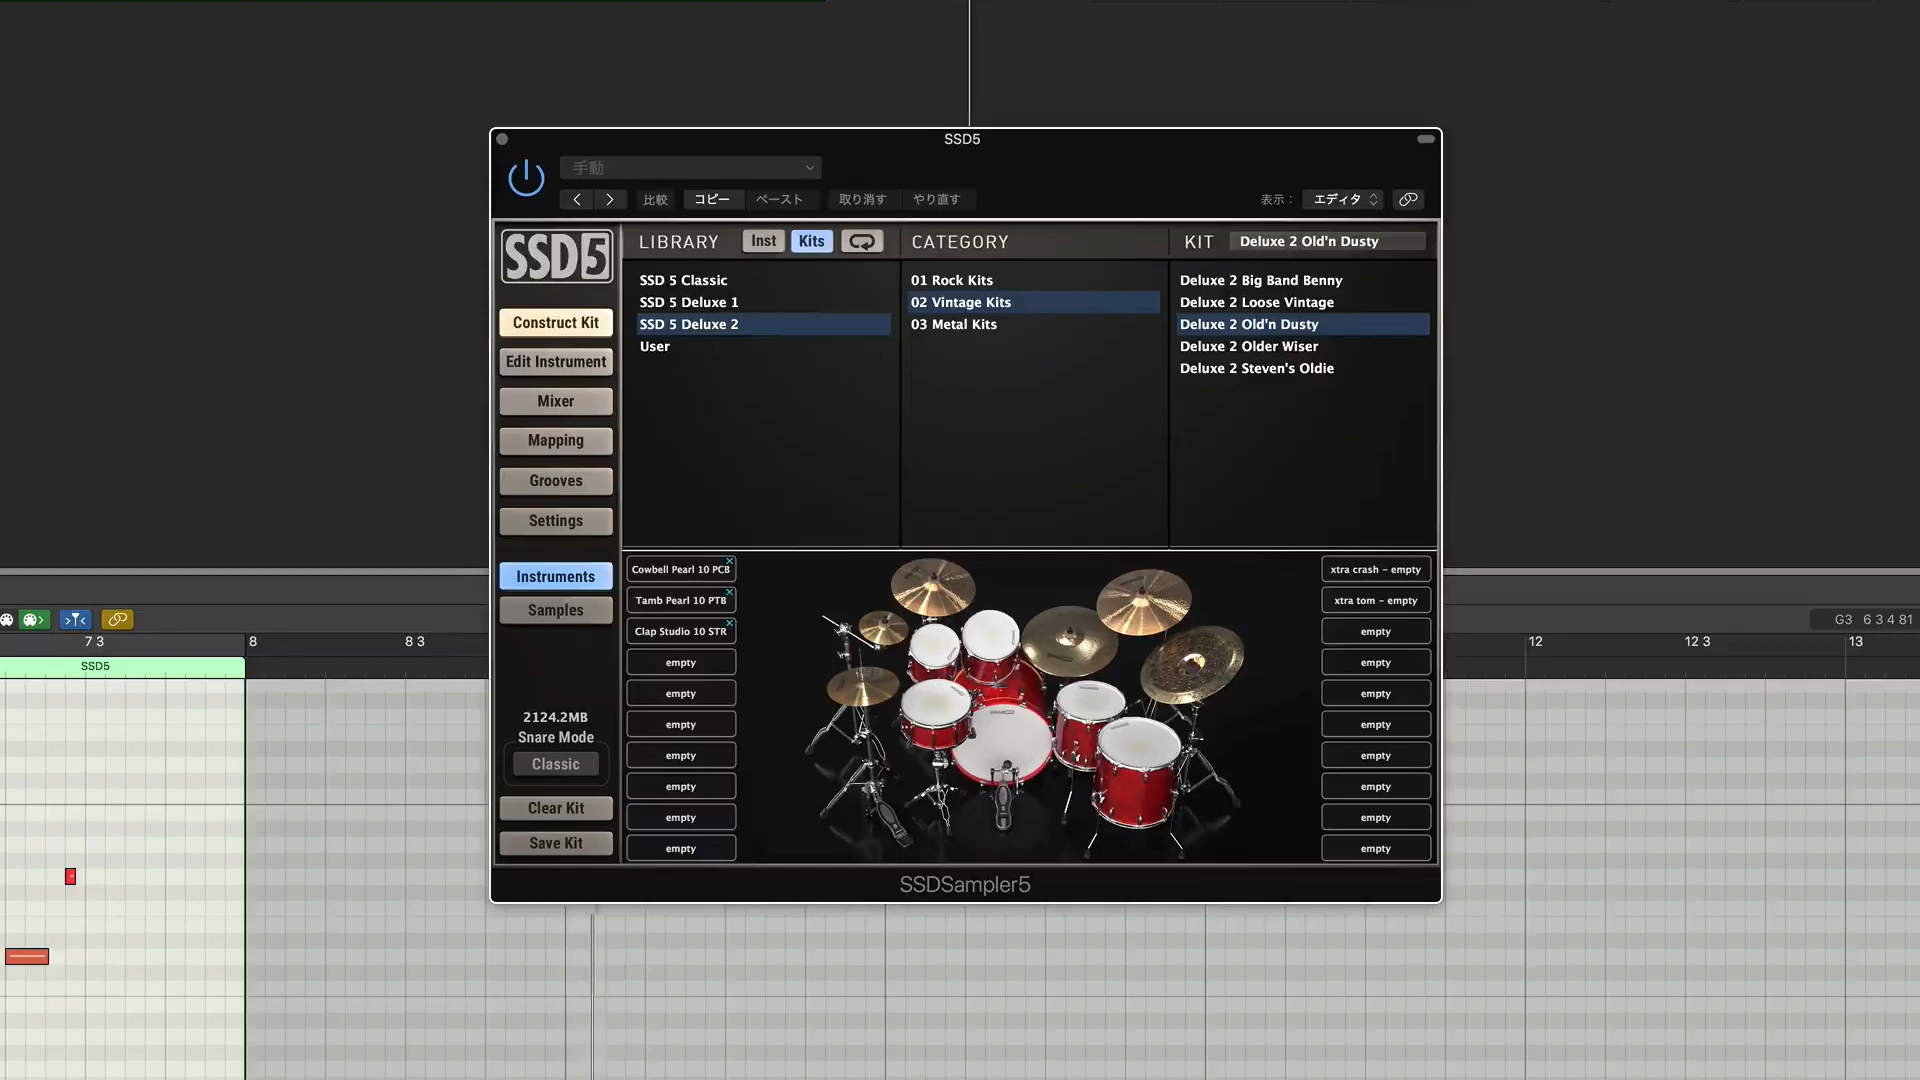 SSD5
手動
比較 コピー ペースト 取り消す やり直す 表示： エディタ
SSD5
LIBRARY Inst Kits CATEGORY KIT Deluxe 2 Old'n Dusty
SSD 5 Classic
SSD 5 Deluxe 1
SSD 5 Deluxe 2
User
01 Rock Kits
02 Vintage Kits
03 Metal Kits
Deluxe 2 Big Band Benny
Deluxe 2 Loose Vintage
Deluxe 2 Old'n Dusty
Deluxe 2 Older Wiser
Deluxe 2 Steven's Oldie
Construct Kit
Edit Instrument
Mixer
Mapping
Grooves
Settings
Instruments
Samples
2124.2MB
Snare Mode
Classic
Clear Kit
Save Kit
Cowbell Pearl 10 PCB
Tamb Pearl 10 PTB
Clap Studio 10 STR
empty
empty
empty
empty
empty
empty
empty
xtra crash – empty
xtra tom – empty
empty
empty
empty
empty
empty
empty
empty
empty
SSDSampler5
G3 6 3 4 81
7 3 8 8 3 12 12 3 13
SSD5